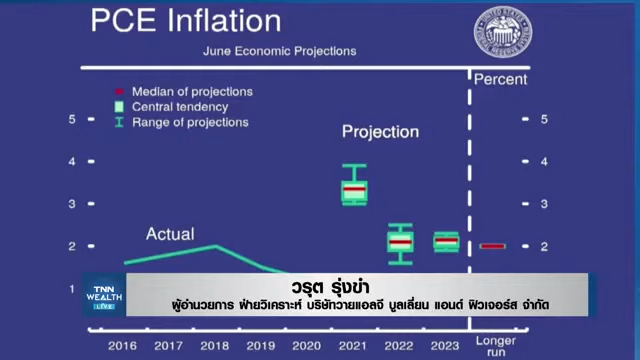 PCE Inflation
June Economic Projections
Percent
Median of projections
Central tendency
Range of projections
Projection
Actual
5
4
3
2
1
5
4
3
2
TNN
WEALTH
LIVE
วรุต รุ่งขำ
ผู้อำนวยการ ฝ่ายวิเคราะห์ บริษัทวายแอลจี บูลเลี่ยน แอนด์ ฟิวเจอร์ส จำกัด
2016 2017 2018 2019 2020 2021 2022 2023 Longer run